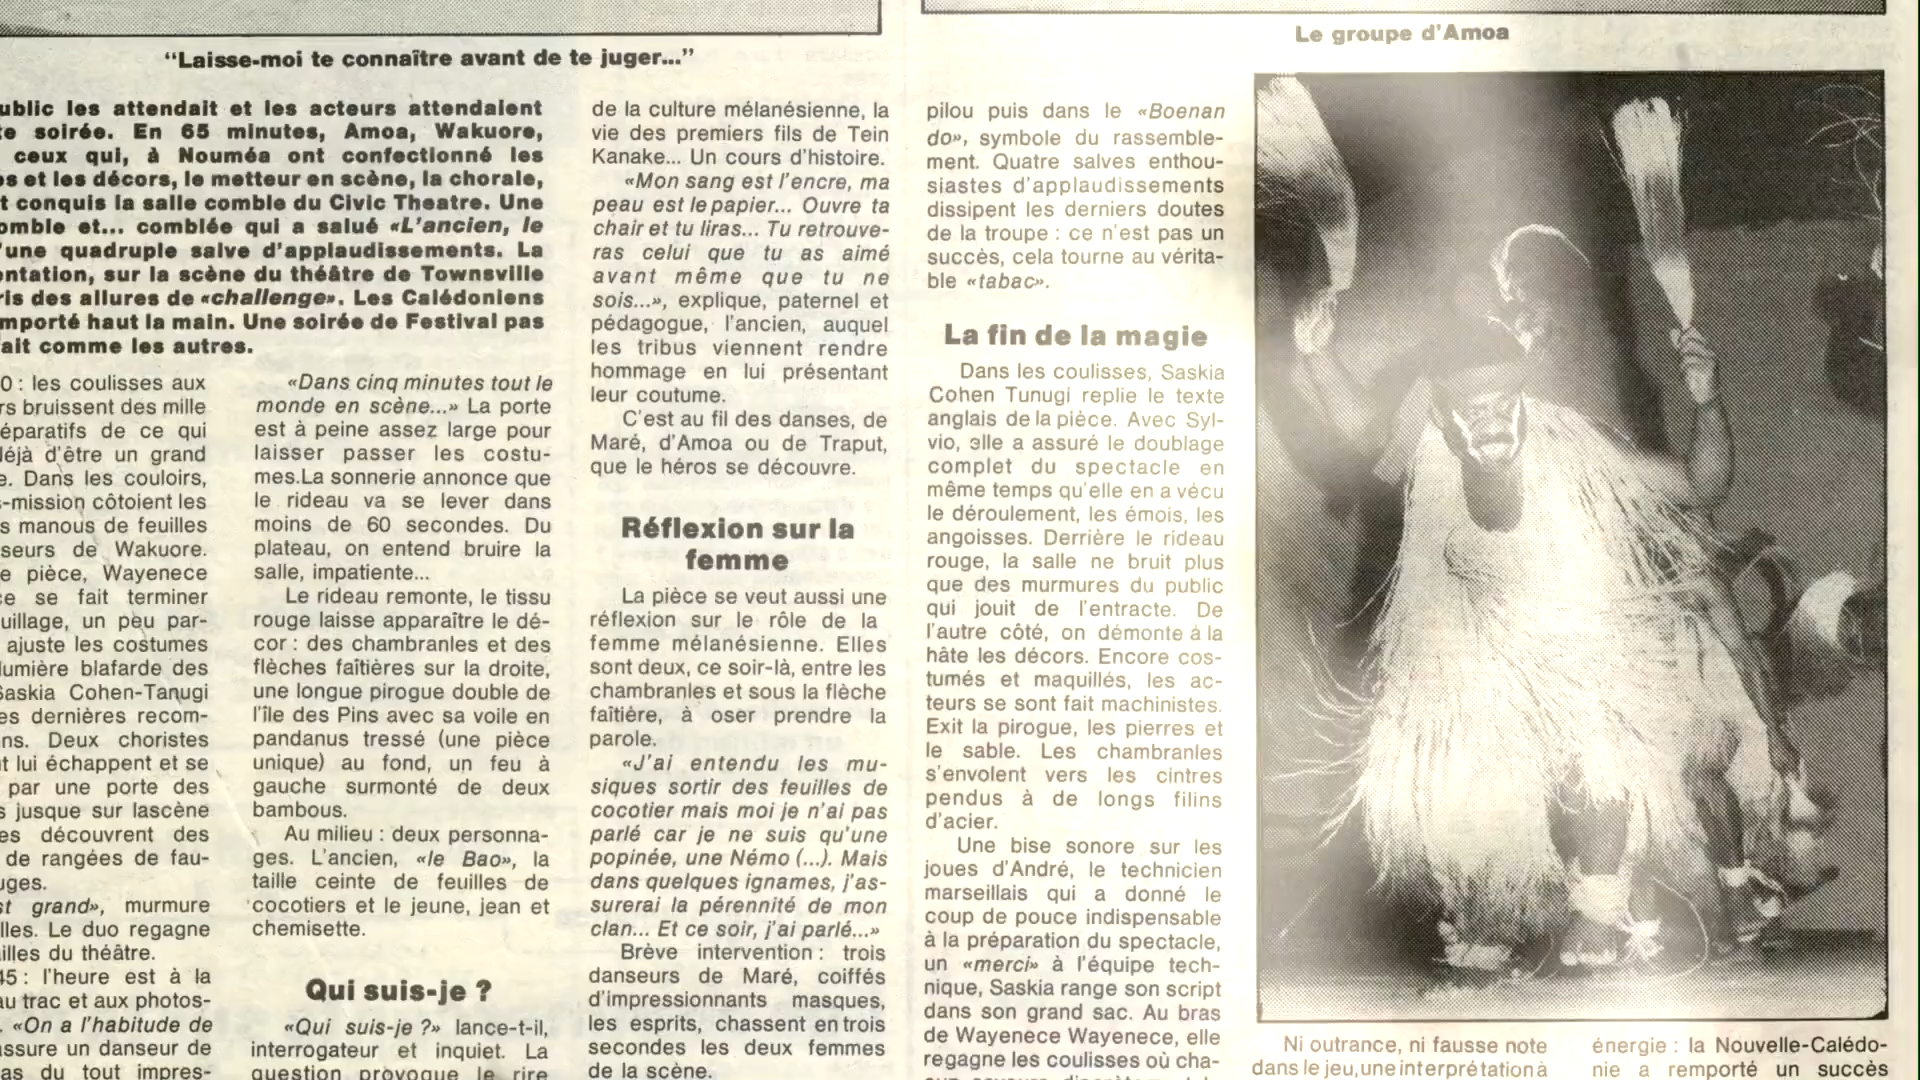 “Laisse-moi te connaître avant de te juger...”
Le groupe d’Amoa
ublic les attendait et les acteurs attendaient
soirée. En 65 minutes, Amoa, Wakuore,
ceux qui, à Nouméa ont confectionné les
et les décors, le metteur en scène, la chorale,
conquis la salle comble du Civic Theatre. Une
omble et... comblée qui a salué «L’ancien, le
’une quadruple salve d’applaudissements. La
ntation, sur la scène du théâtre de Townsville
ris des allures de «challenge». Les Calédoniens
mporté haut la main. Une soirée de Festival pas
ait comme les autres.
0 : les coulisses aux
rs bruissent des mille
éparatifs de ce qui
déjà d’être un grand
e. Dans les couloirs,
-mission côtoient les
s manous de feuilles
seurs de Wakuore.
e pièce, Wayenece
ce se fait terminer
uillage, un peu par-
ajuste les costumes
lumière blafarde des
Saskia Cohen-Tanugi
es dernières recom-
ns. Deux choristes
t lui échappent et se
par une porte des
s jusque sur lascène
es découvrent des
de rangées de fau-
uges.
st grand», murmure
lles. Le duo regagne
illes du théâtre.
45 : l’heure est à la
au trac et aux photos-
. «On a l’habitude de
assure un danseur de
as du tout impres-
«Dans cinq minutes tout le
monde en scène...» La porte
est à peine assez large pour
laisser passer les costu-
mes.La sonnerie annonce que
le rideau va se lever dans
moins de 60 secondes. Du
plateau, on entend bruire la
salle, impatiente...
Le rideau remonte, le tissu
rouge laisse apparaître le dé-
cor : des chambranles et des
flèches faîtières sur la droite,
une longue pirogue double de
l’île des Pins avec sa voile en
pandanus tressé (une pièce
unique) au fond, un feu à
gauche surmonté de deux
bambous.
Au milieu : deux personna-
ges. L’ancien, «le Bao», la
taille ceinte de feuilles de
cocotiers et le jeune, jean et
chemisette.
Qui suis-je ?
«Qui suis-je ?» lance-t-il,
interrogateur et inquiet. La
question provoque le rire
de la culture mélanésienne, la
vie des premiers fils de Tein
Kanake... Un cours d’histoire.
«Mon sang est l’encre, ma
peau est le papier... Ouvre ta
chair et tu liras... Tu retrouve-
ras celui que tu as aimé
avant même que tu ne
sois...», explique, paternel et
pédagogue, l’ancien, auquel
les tribus viennent rendre
hommage en lui présentant
leur coutume.
C’est au fil des danses, de
Maré, d’Amoa ou de Traput,
que le héros se découvre.
Réflexion sur la
femme
La pièce se veut aussi une
réflexion sur le rôle de la
femme mélanésienne. Elles
sont deux, ce soir-là, entre les
chambranles et sous la flèche
faîtière, à oser prendre la
parole.
«J’ai entendu les mu-
siques sortir des feuilles de
cocotier mais moi je n’ai pas
parlé car je ne suis qu’une
popinée, une Némo (...). Mais
dans quelques ignames, j’as-
surerai la pérennité de mon
clan... Et ce soir, j’ai parlé...»
Brève intervention : trois
danseurs de Maré, coiffés
d’impressionnants masques,
les esprits, chassent en trois
secondes les deux femmes
de la scène.
pilou puis dans le «Boenan
do», symbole du rassemble-
ment. Quatre salves enthou-
siastes d’applaudissements
dissipent les derniers doutes
de la troupe : ce n’est pas un
succès, cela tourne au vérita-
ble «tabac».
La fin de la magie
Dans les coulisses, Saskia
Cohen Tunugi replie le texte
anglais de la pièce. Avec Syl-
vio, elle a assuré le doublage
complet du spectacle en
même temps qu’elle en a vécu
le déroulement, les émois, les
angoisses. Derrière le rideau
rouge, la salle ne bruit plus
que des murmures du public
qui jouit de l’entracte. De
l’autre côté, on démonte à la
hâte les décors. Encore cos-
tumés et maquillés, les ac-
teurs se sont fait machinistes.
Exit la pirogue, les pierres et
le sable. Les chambranles
s’envolent vers les cintres
pendus à de longs filins
d’acier.
Une bise sonore sur les
joues d’André, le technicien
marseillais qui a donné le
coup de pouce indispensable
à la préparation du spectacle,
un «merci» à l’équipe tech-
nique, Saskia range son script
dans son grand sac. Au bras
de Wayenece Wayenece, elle
regagne les coulisses où cha-
Ni outrance, ni fausse note
dans le jeu, une interprétation à
énergie : la Nouvelle-Calédo-
nie a remporté un succès